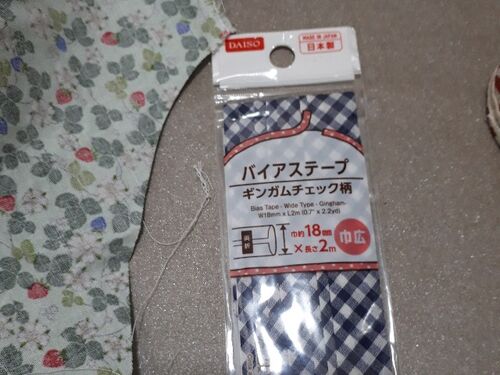 DAISO
MADE IN JAPAN
日本製
バイアステープ
ギンガムチェック柄
Bias Tape - Wide Type - Gingham-
W18mm x L2m (0.7" x 2.2yd)
両折
巾約18mm
×長さ2m
巾広